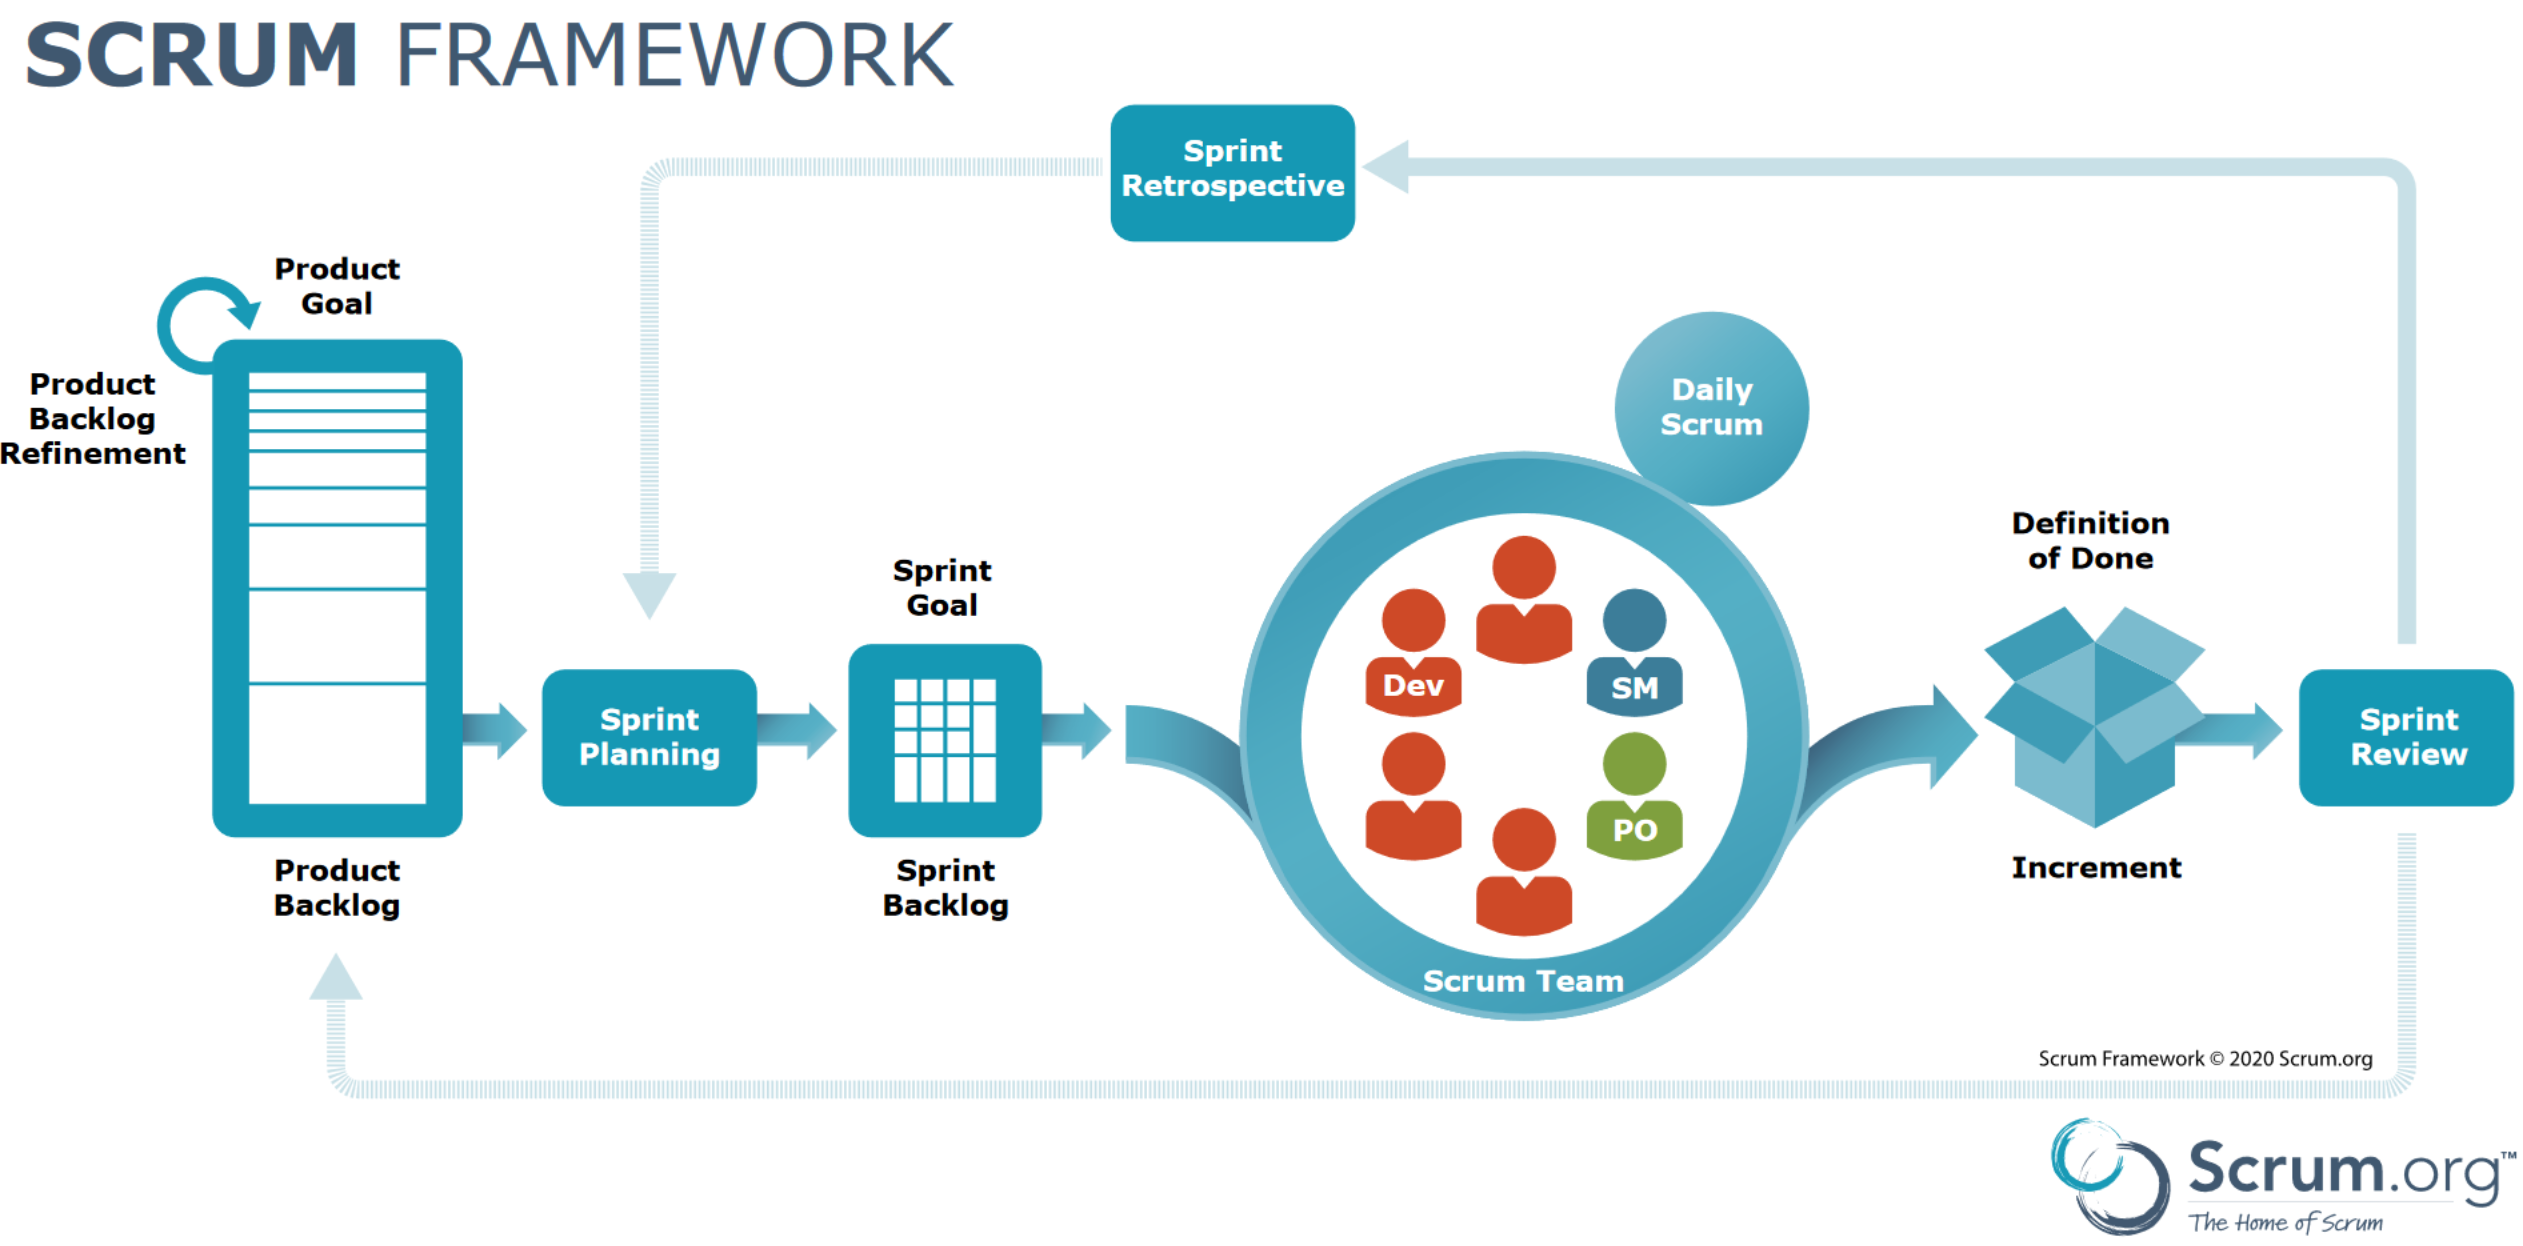 SCRUM FRAMEWORK
Sprint
Retrospective
Product
Goal
Product
Backlog
Refinement
Product
Backlog
Sprint
Planning
Sprint
Goal
Sprint
Backlog
Daily
Scrum
Dev
SM
PO
Scrum Team
Definition
of Done
Increment
Sprint
Review
Scrum Framework © 2020 Scrum.org
Scrum.org™
The Home of Scrum